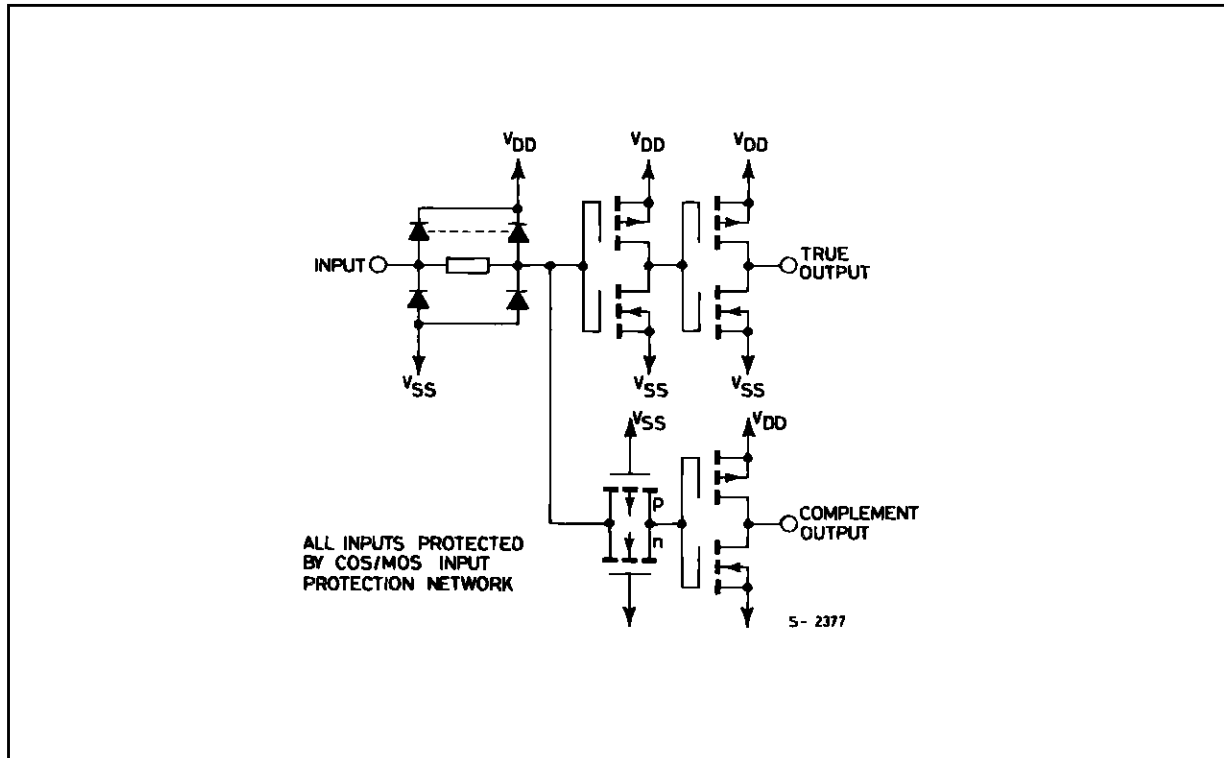 VDD
VDD
VDD
INPUT
TRUE
OUTPUT
VSS
VSS
VSS
VSS
VDD
p
n
COMPLEMENT
OUTPUT
ALL INPUTS PROTECTED
BY COS/MOS INPUT
PROTECTION NETWORK
S- 2377